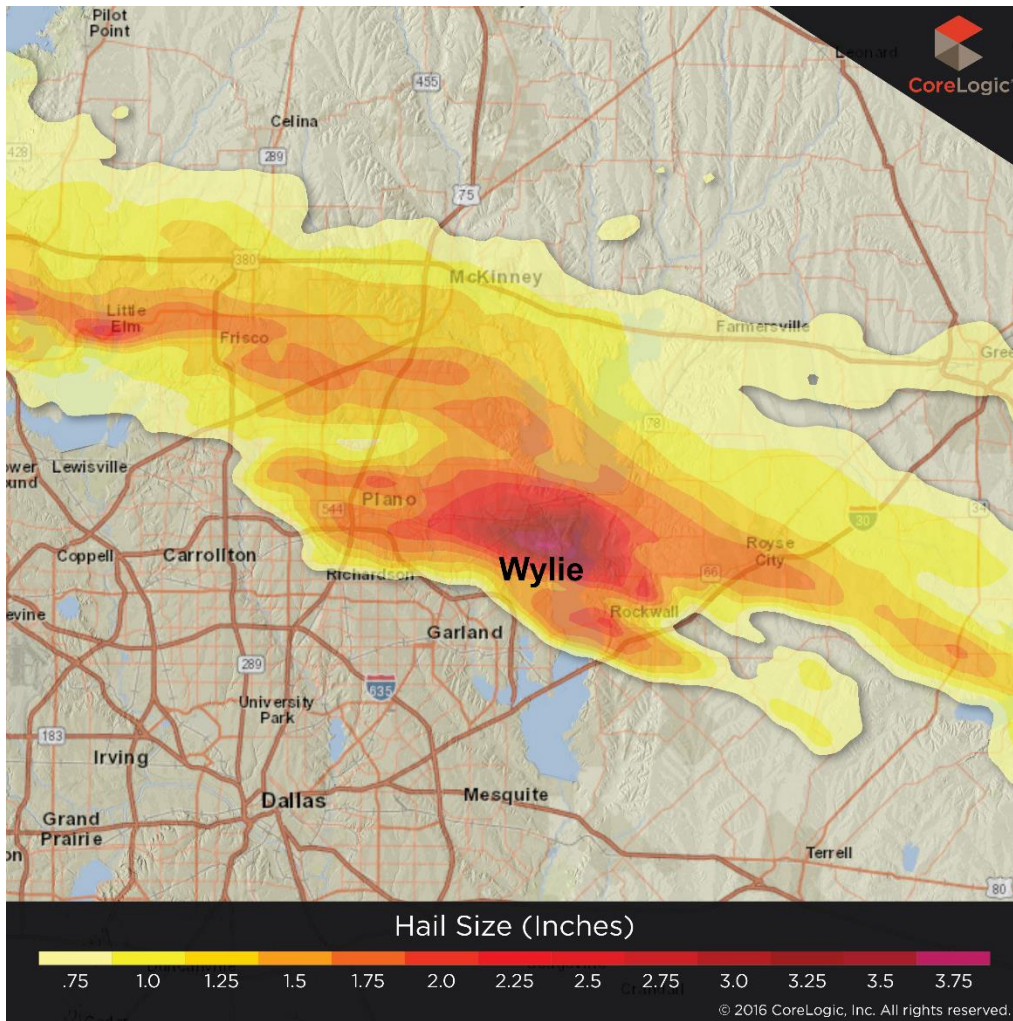 Pilot
Point
Leonard
CoreLogic
455
Celina
289
428
75
380
McKinney
Little
Elm
Frisco
Farmersville
Gree
78
Lewisville
Plano
544
34
30
Coppell
Carrollton
Wylie
Royse
City
Richardson
66
evine
Rockwall
Garland
289
635
University
Park
183
Irving
Dallas
Mesquite
Grand
Prairie
on
Terrell
80
Hail Size (Inches)
.75 1.0 1.25 1.5 1.75 2.0 2.25 2.5 2.75 3.0 3.25 3.5 3.75
© 2016 CoreLogic, Inc. All rights reserved.